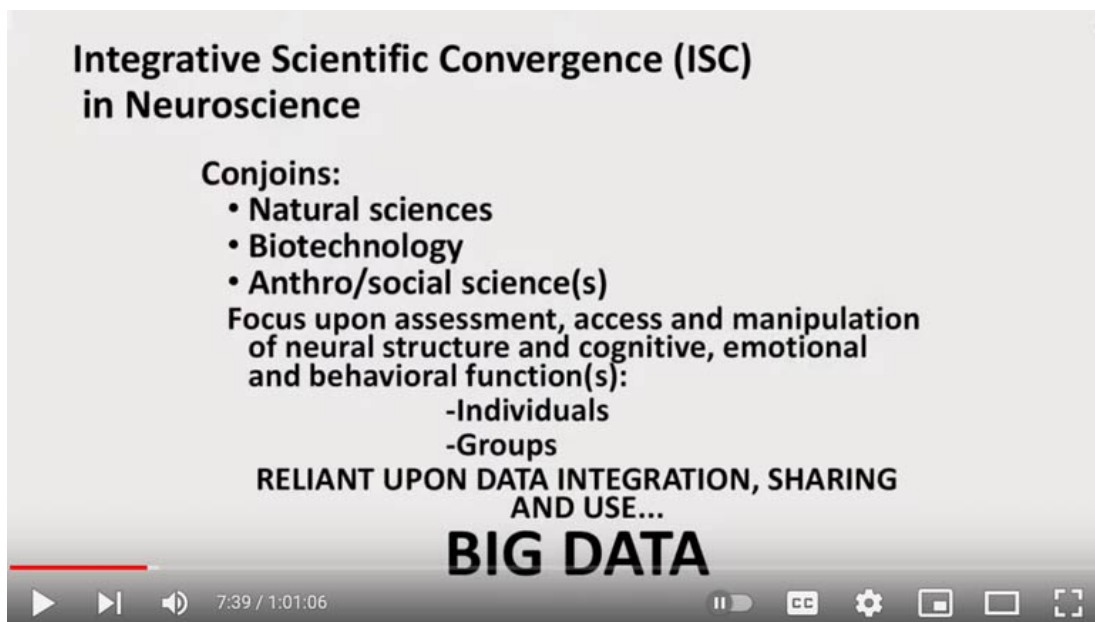 Integrative Scientific Convergence (ISC)
in Neuroscience
Conjoins:
• Natural sciences
• Biotechnology
• Anthro/social science(s)
Focus upon assessment, access and manipulation
of neural structure and cognitive, emotional
and behavioral function(s):
-Individuals
-Groups
RELIANT UPON DATA INTEGRATION, SHARING
AND USE...
BIG DATA
7:39 / 1:01:06
CC